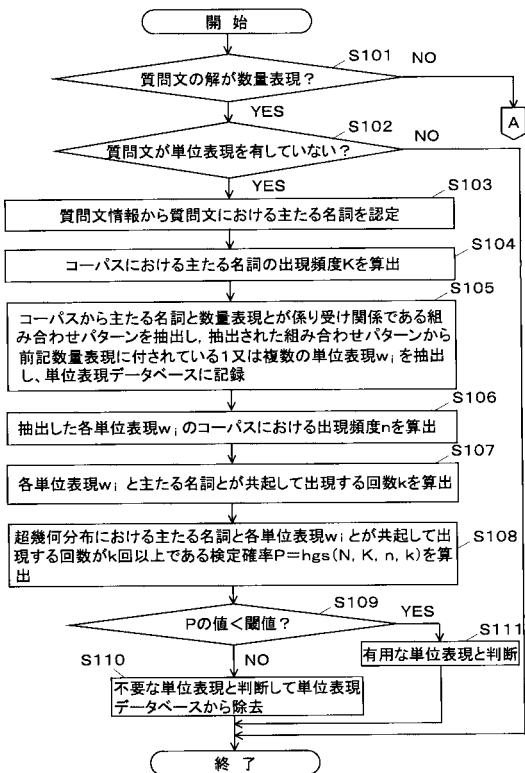 開 始
S101
NO
質問文の解が数量表現？
A
YES
S102
NO
質問文が単位表現を有していない？
YES
S103
質問文情報から質問文における主たる名詞を認定
S104
コーパスにおける主たる名詞の出現頻度Kを算出
S105
コーパスから主たる名詞と数量表現とが係り受け関係である組
み合わせパターンを抽出し，抽出された組み合わせパターンから
前記数量表現に付されている1又は複数の単位表現wiを抽出
し、単位表現データベースに記録
S106
抽出した各単位表現wiのコーパスにおける出現頻度nを算出
S107
各単位表現wiと主たる名詞とが共起して出現する回数kを算出
超幾何分布における主たる名詞と各単位表現wiとが共起して出
現する回数がk回以上である検定確率P＝hgs(N, K, n, k)を算
出
S108
S109
Pの値＜閾値？
YES
S111
有用な単位表現と判断
S110
NO
不要な単位表現と判断して単位表現
データベースから除去
終 了